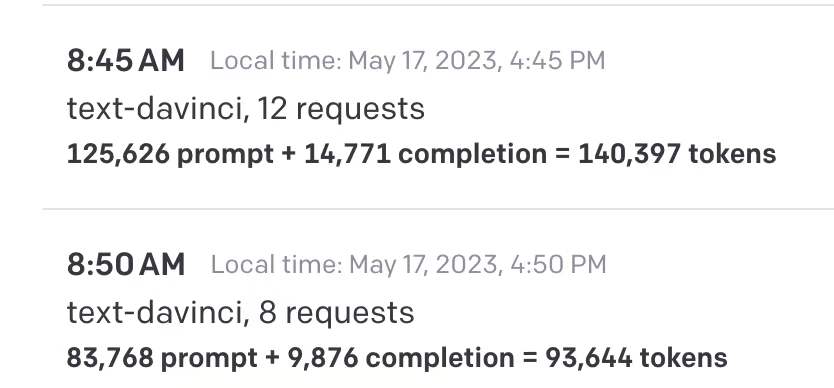 8:45 AM Local time: May 17, 2023, 4:45 PM
text-davinci, 12 requests
125,626 prompt + 14,771 completion = 140,397 tokens
8:50 AM Local time: May 17, 2023, 4:50 PM
text-davinci, 8 requests
83,768 prompt + 9,876 completion = 93,644 tokens